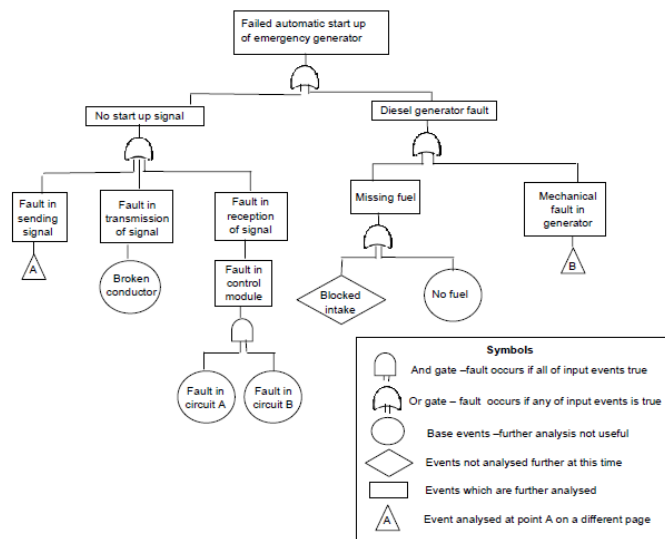 Failed automatic start up
of emergency generator
No start up signal
Diesel generator fault
Fault in
sending
signal
Fault in
transmission
of signal
Fault in
reception
of signal
Missing fuel
Mechanical
fault in
generator
A
Broken
conductor
Fault in
control
module
Blocked
intake
No fuel
B
Fault in
circuit A
Fault in
circuit B
Symbols
And gate –fault occurs if all of input events true
Or gate – fault occurs if any of input events is true
Base events –further analysis not useful
Events not analysed further at this time
Events which are further analysed
A
Event analysed at point A on a different page